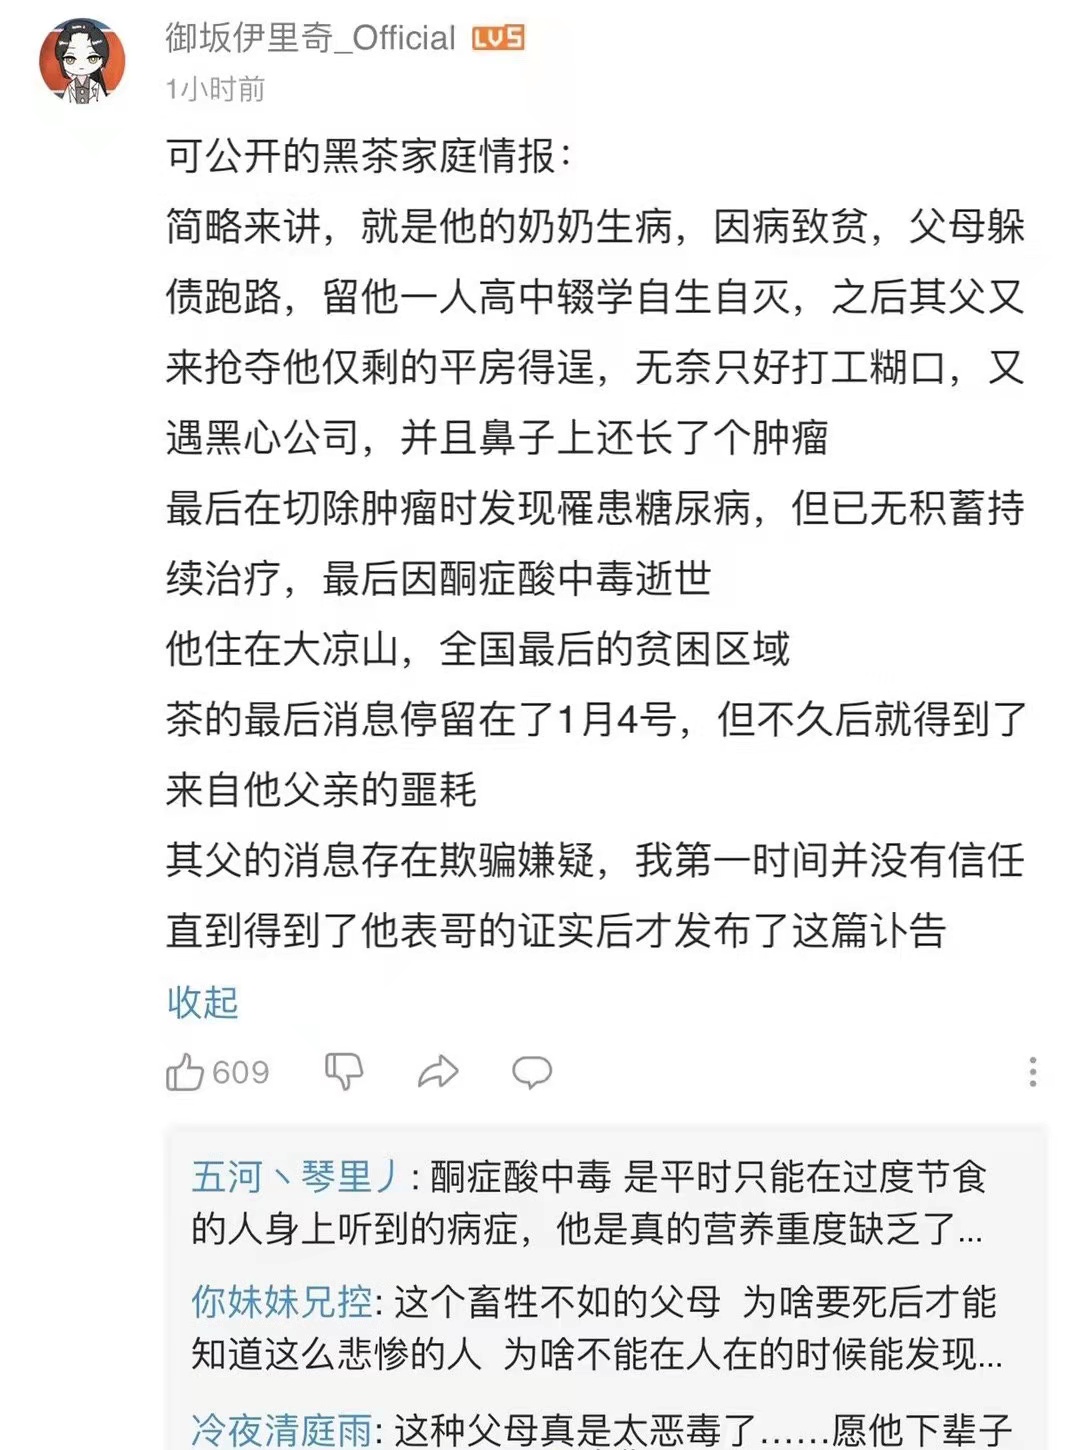 御坂伊里奇_Official LV5
1小时前
可公开的黑茶家庭情报：
简略来讲，就是他的奶奶生病，因病致贫，父母躲
债跑路，留他一人高中辍学自生自灭，之后其父又
来抢夺他仅剩的平房得逞，无奈只好打工糊口，又
遇黑心公司，并且鼻子上还长了个肿瘤
最后在切除肿瘤时发现罹患糖尿病，但已无积蓄持
续治疗，最后因酮症酸中毒逝世
他住在大凉山，全国最后的贫困区域
茶的最后消息停留在了1月4号，但不久后就得到了
来自他父亲的噩耗
其父的消息存在欺骗嫌疑，我第一时间并没有信任
直到得到了他表哥的证实后才发布了这篇讣告
收起
609
五河丶琴里丿: 酮症酸中毒 是平时只能在过度节食
的人身上听到的病症，他是真的营养重度缺乏了...
你妹妹兄控: 这个畜牲不如的父母 为啥要死后才能
知道这么悲惨的人 为啥不能在人在的时候能发现...
冷夜清庭雨: 这种父母真是太恶毒了……愿他下辈子